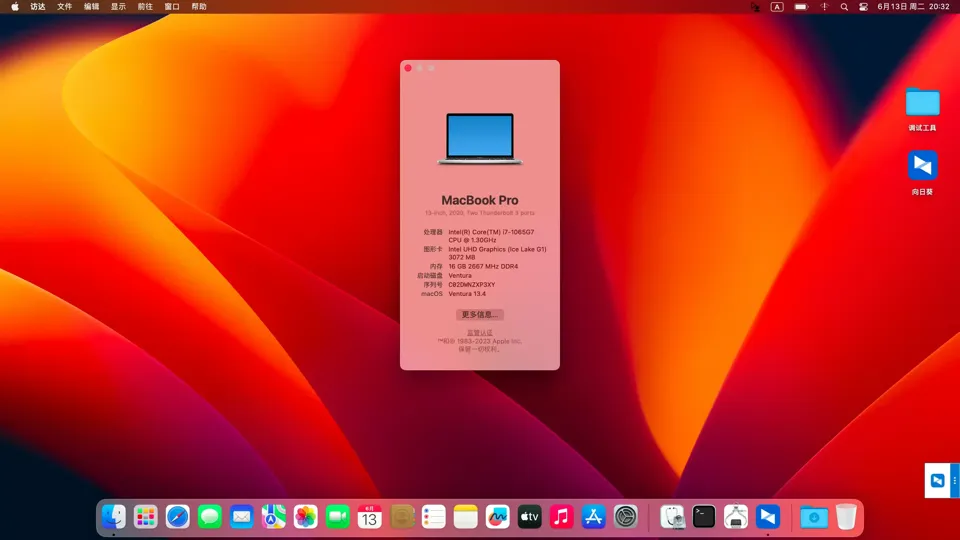 访达 文件 编辑 显示 前往 窗口 帮助
A
6月13日 周二 20:32
调试工具
向日葵
MacBook Pro
13-inch, 2020, Two Thunderbolt 3 ports
处理器 Intel(R) Core(TM) i7-1065G7
CPU @ 1.30GHz
图形卡 Intel UHD Graphics (Ice Lake G1)
3072 MB
内存 16 GB 2667 MHz DDR4
启动磁盘 Ventura
序列号 C02DWNZXP3XY
macOS Ventura 13.4
更多信息...
监管认证
™和© 1983-2023 Apple Inc.
保留一切权利。
6月
13
tv